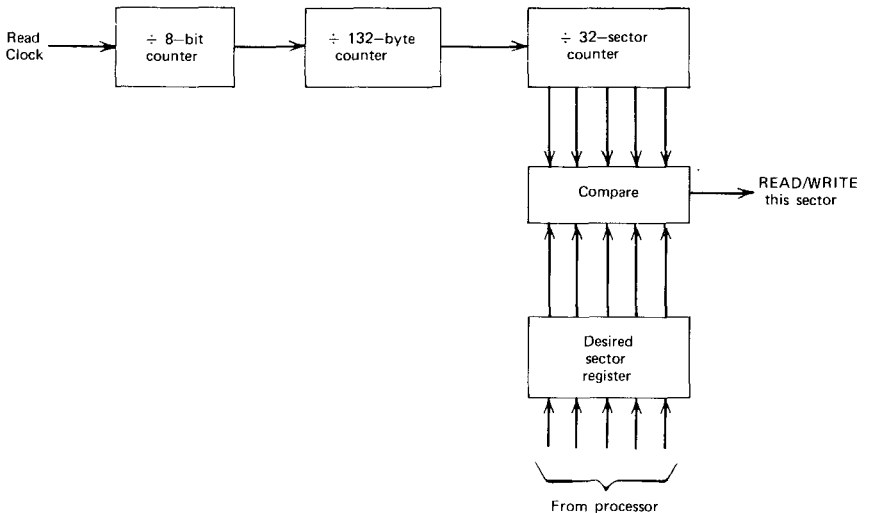 Read
Clock
÷ 8-bit
counter
÷ 132-byte
counter
÷ 32-sector
counter
Compare
READ/WRITE
this sector
Desired
sector
register
From processor